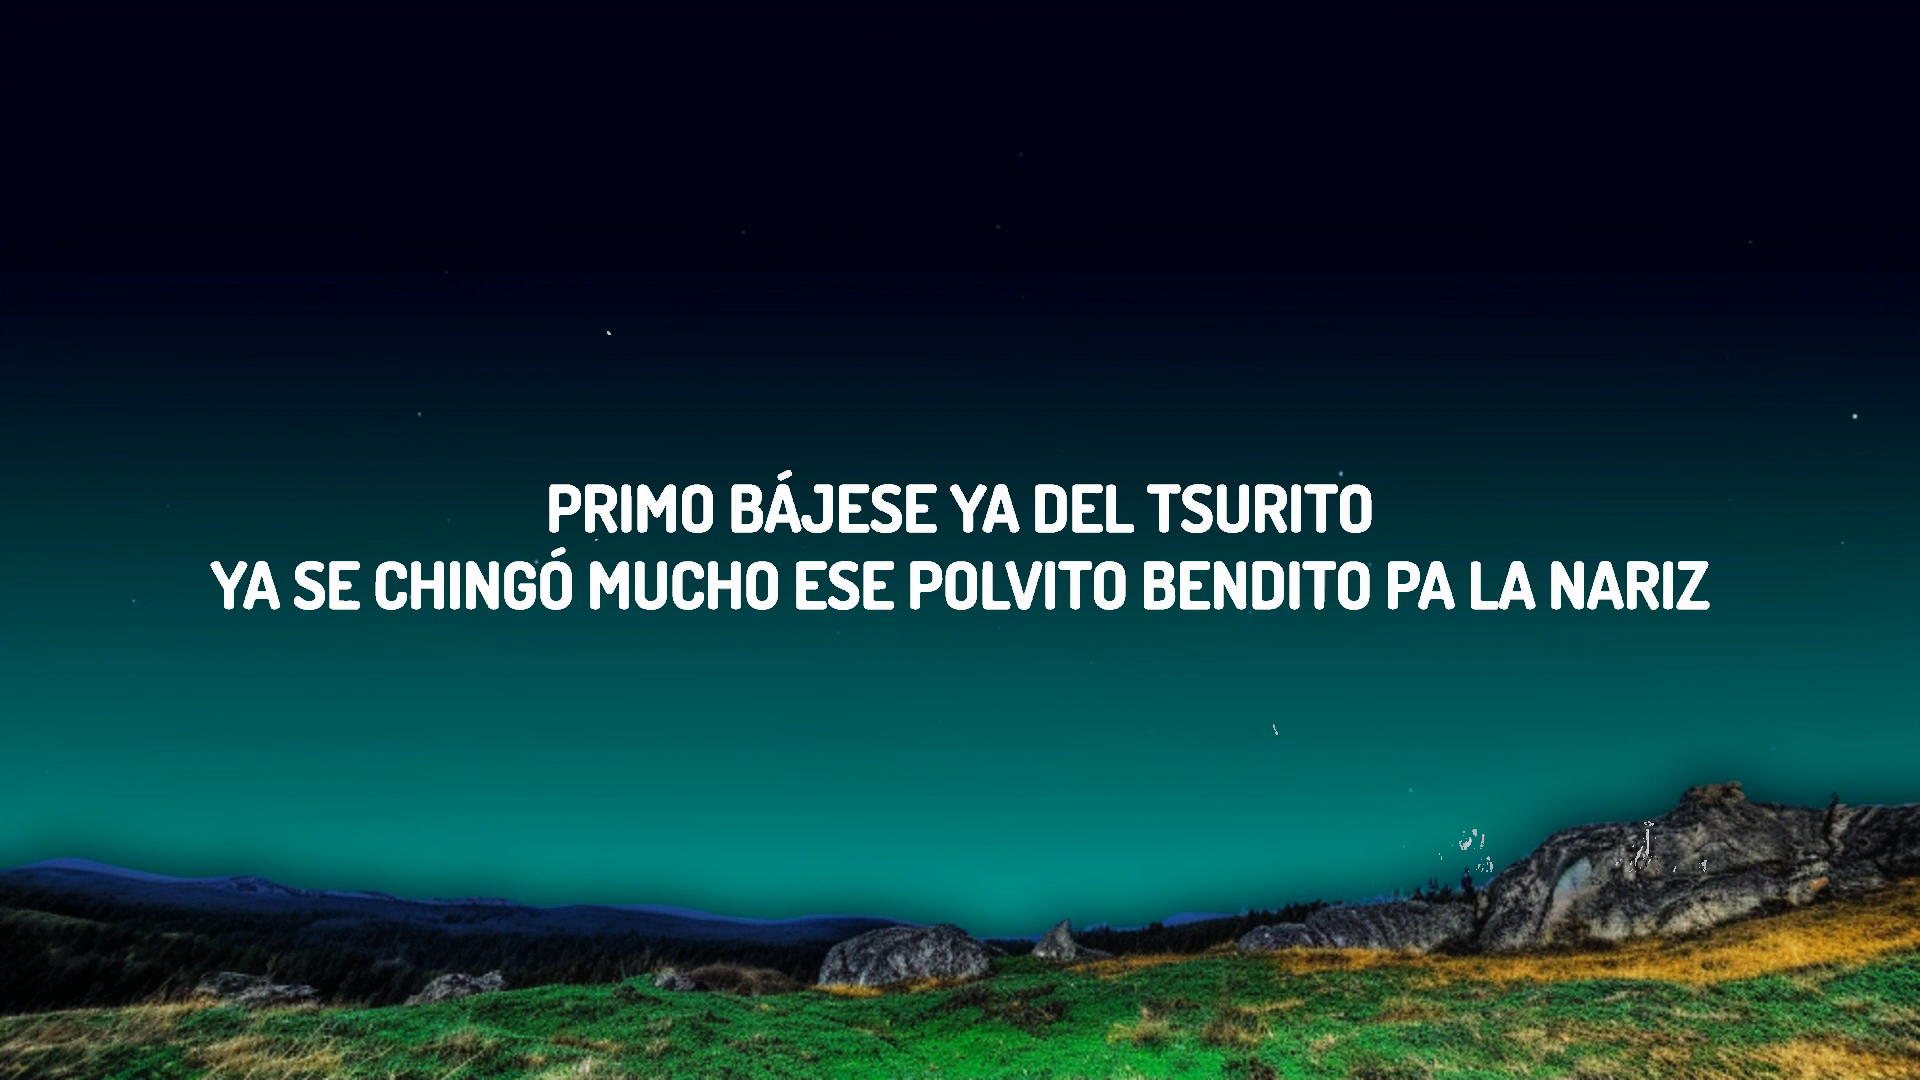 PRIMO BÁJESE YA DEL TSURITO
YA SE CHINGÓ MUCHO ESE POLVITO BENDITO PA LA NARIZ